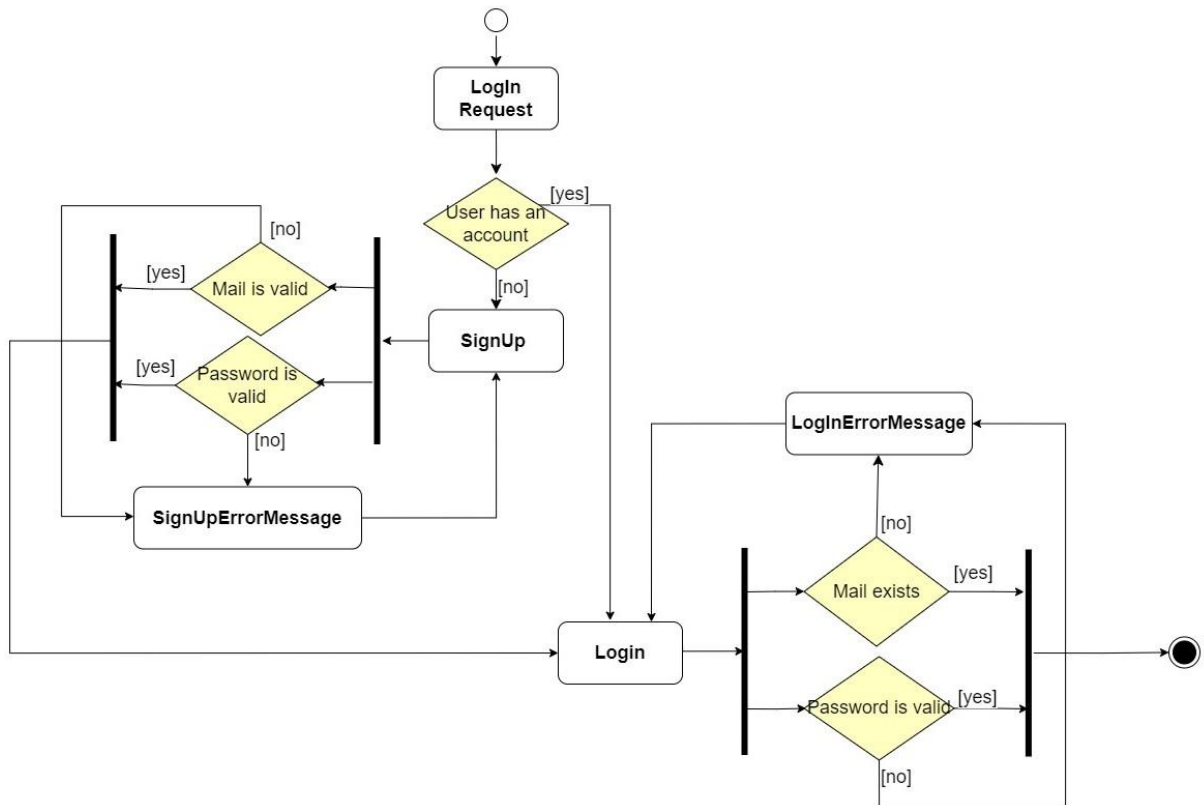 LogIn
Request
[yes]
User has an
account
[no]
[no]
[yes]
Mail is valid
SignUp
[yes]
Password is
valid
[no]
SignUpErrorMessage
LogInErrorMessage
[no]
Mail exists
[yes]
Login
Password is valid
[yes]
[no]